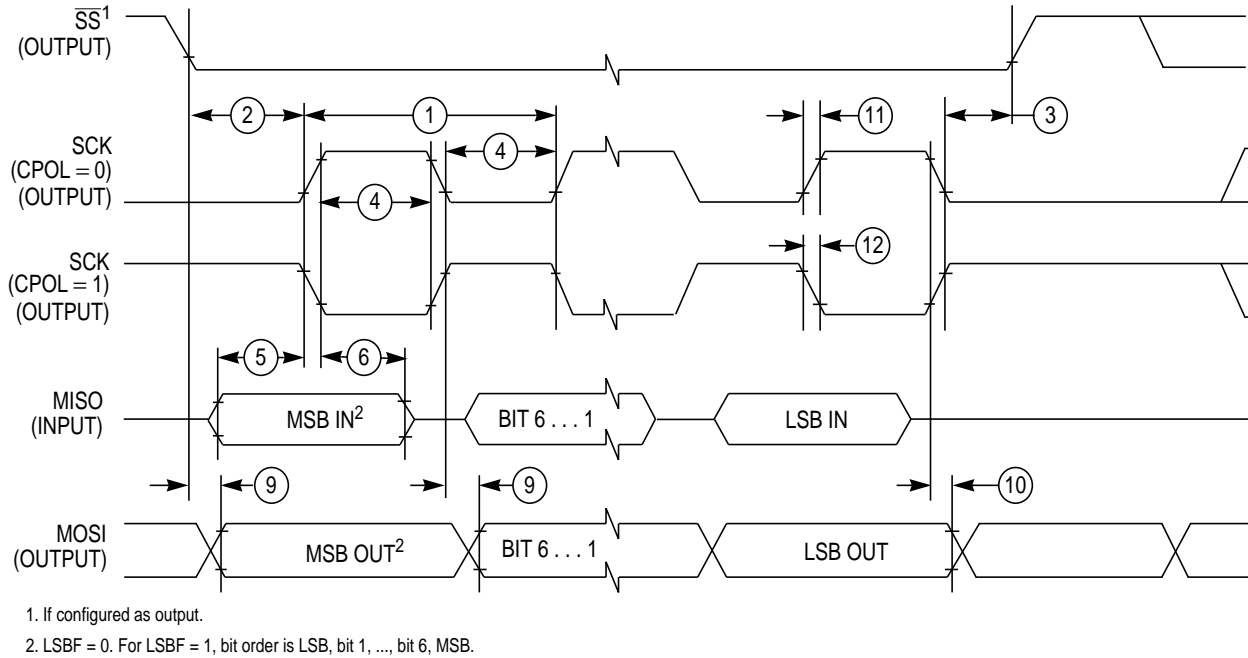 SS¹
(OUTPUT)
2
1
11
3
SCK
(CPOL = 0)
(OUTPUT)
4
4
12
SCK
(CPOL = 1)
(OUTPUT)
5
6
MISO
(INPUT)
MSB IN²
BIT 6 . . . 1
LSB IN
9
9
10
MOSI
(OUTPUT)
MSB OUT²
BIT 6 . . . 1
LSB OUT
1. If configured as output.
2. LSBF = 0. For LSBF = 1, bit order is LSB, bit 1, ..., bit 6, MSB.